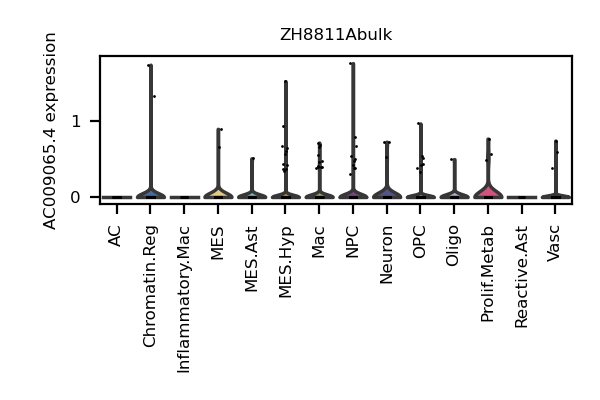 ZH8811Abulk
AC009065.4 expression
1
0
AC
Chromatin.Reg
Inflammatory.Mac
MES
MES.Ast
MES.Hyp
Mac
NPC
Neuron
OPC
Oligo
Prolif.Metab
Reactive.Ast
Vasc